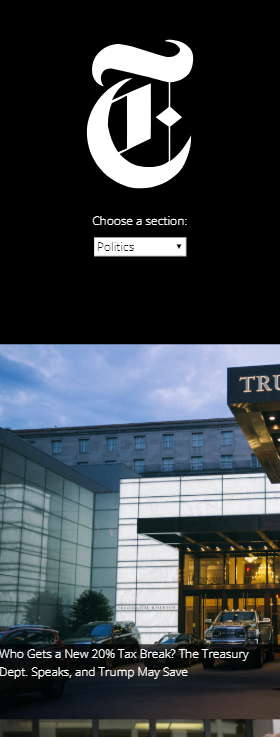 Choose a section:
Politics
TRU
Who Gets a New 20% Tax Break? The Treasury
Dept. Speaks, and Trump May Save